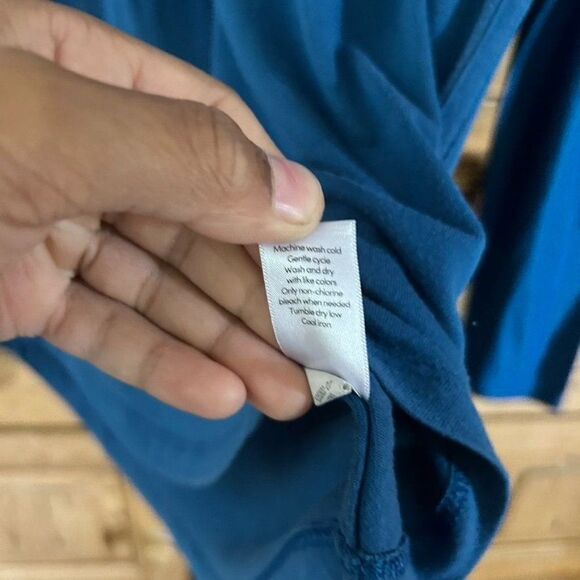 Machine wash cold
Gentle cycle
Wash and dry
with like colors
Only non-chlorine
bleach when needed
Tumble dry low
Cool iron